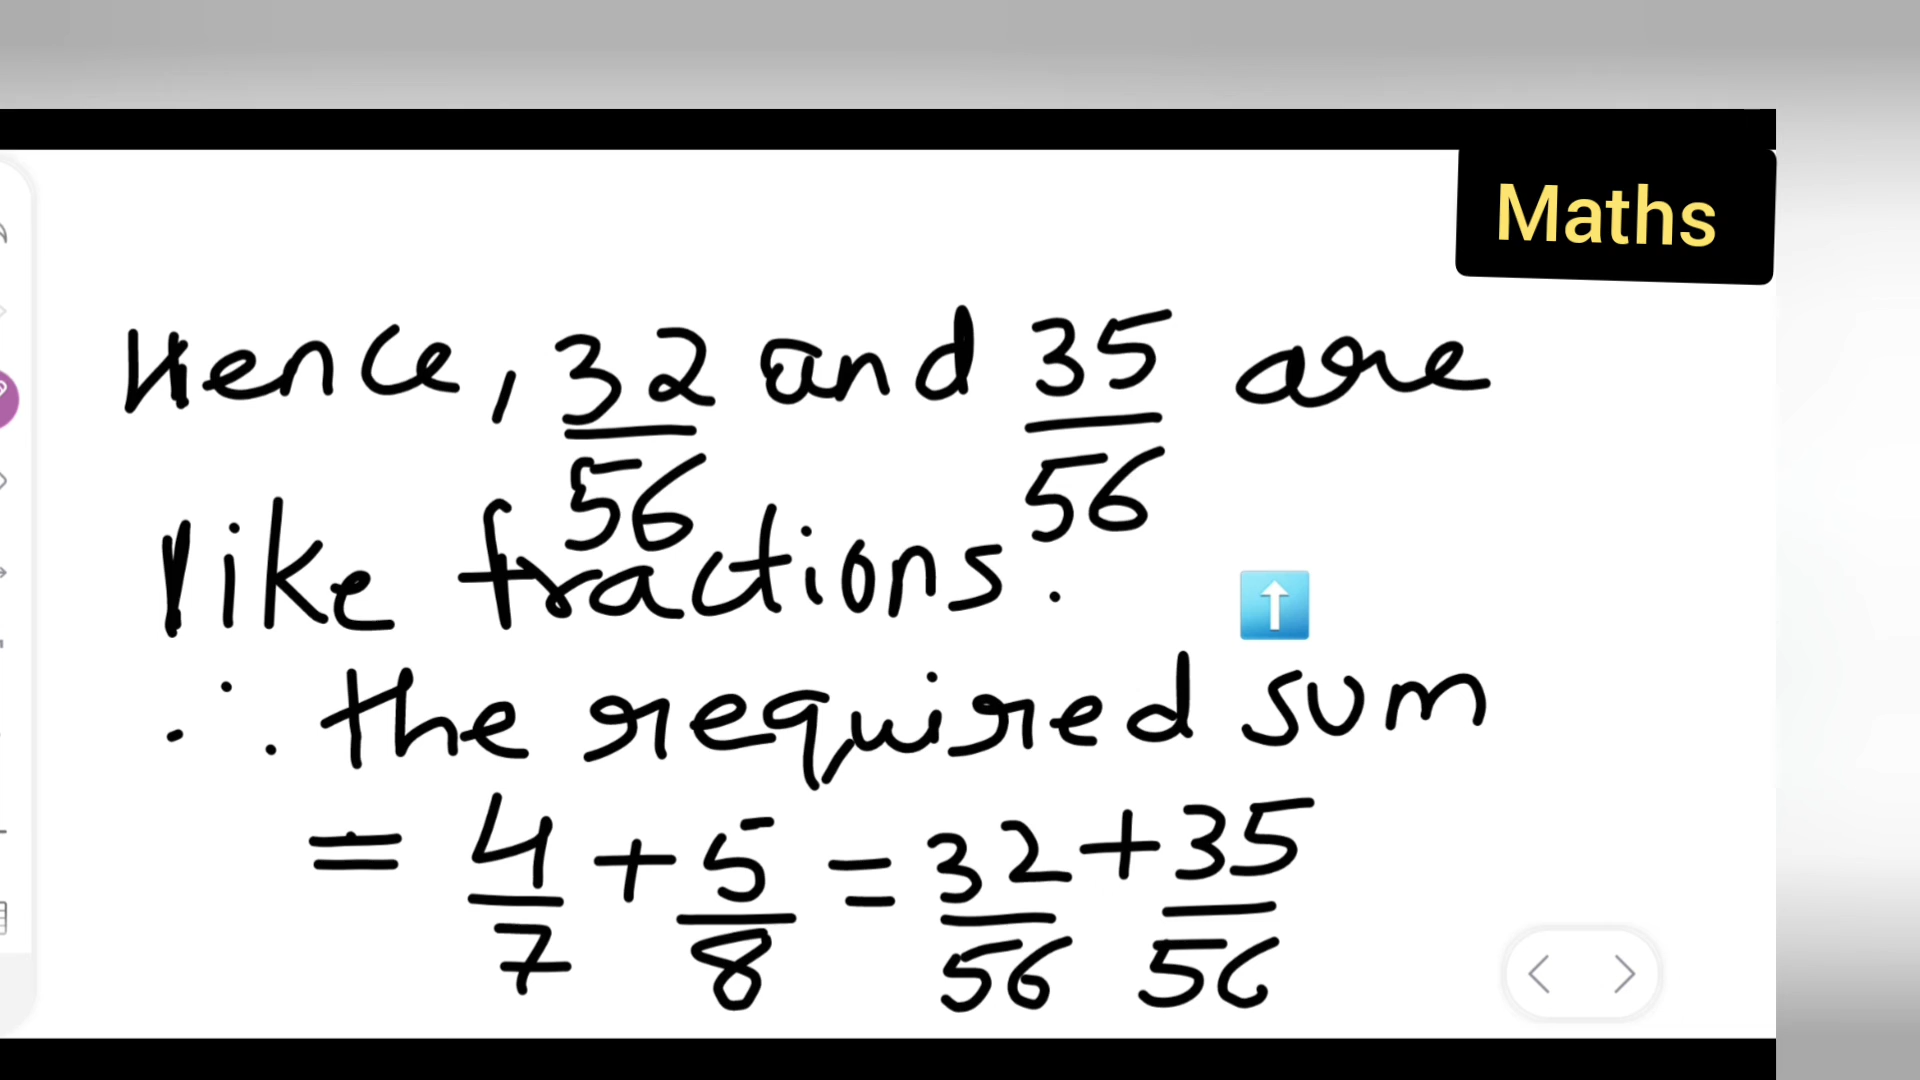 Maths
Hence, 32/56 and 35/56 are
like fractions.
∴ the required sum
= 4/7 + 5/8 = 32/56 + 35/56